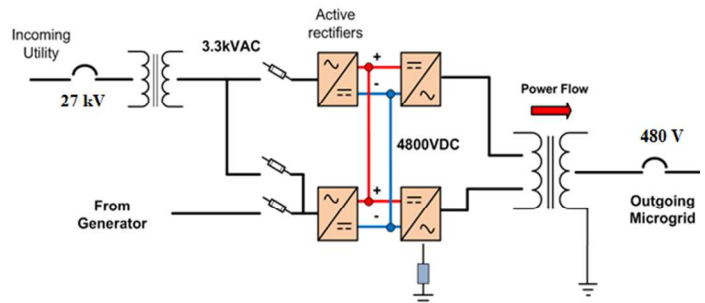 Incoming
Utility
27 kV
3.3kVAC
Active
rectifiers
+
-
4800VDC
+
-
Power Flow
480 V
Outgoing
Microgrid
From
Generator